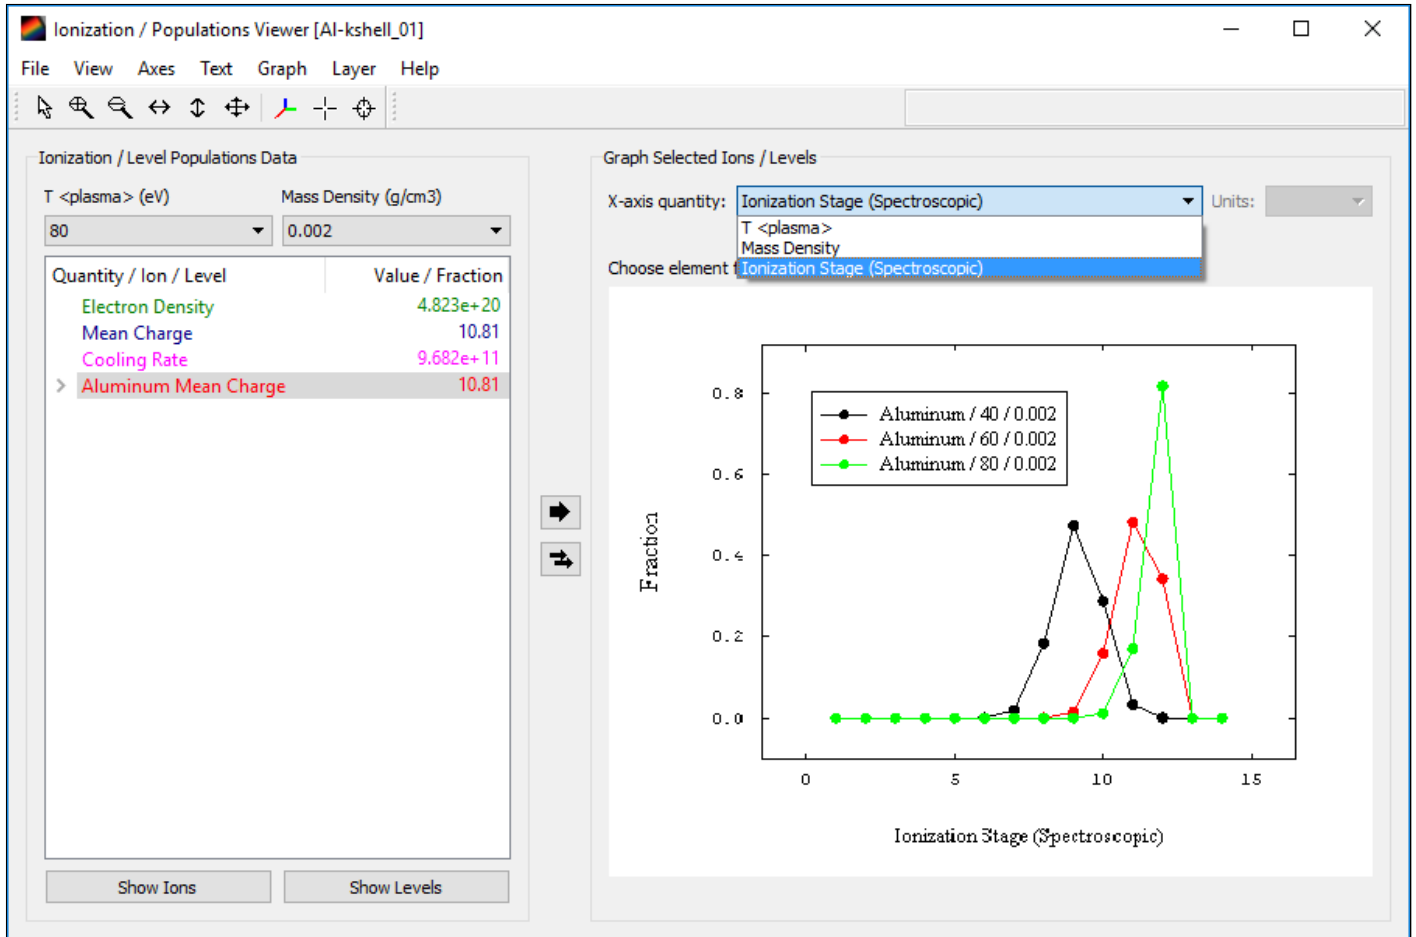 Ionization / Populations Viewer [Al-kshell_01]
File View Axes Text Graph Layer Help
Ionization / Level Populations Data
T <plasma> (eV) Mass Density (g/cm3)
80 0.002
Quantity / Ion / Level Value / Fraction
Electron Density 4.823e+20
Mean Charge 10.81
Cooling Rate 9.682e+11
Aluminum Mean Charge 10.81
Show Ions Show Levels
Graph Selected Ions / Levels
X-axis quantity: Ionization Stage (Spectroscopic) Units:
T <plasma>
Mass Density
Choose element Ionization Stage (Spectroscopic)
Aluminum / 40 / 0.002
Aluminum / 60 / 0.002
Aluminum / 80 / 0.002
Fraction
0.8
0.6
0.4
0.2
0.0
0 5 10 15
Ionization Stage (Spectroscopic)